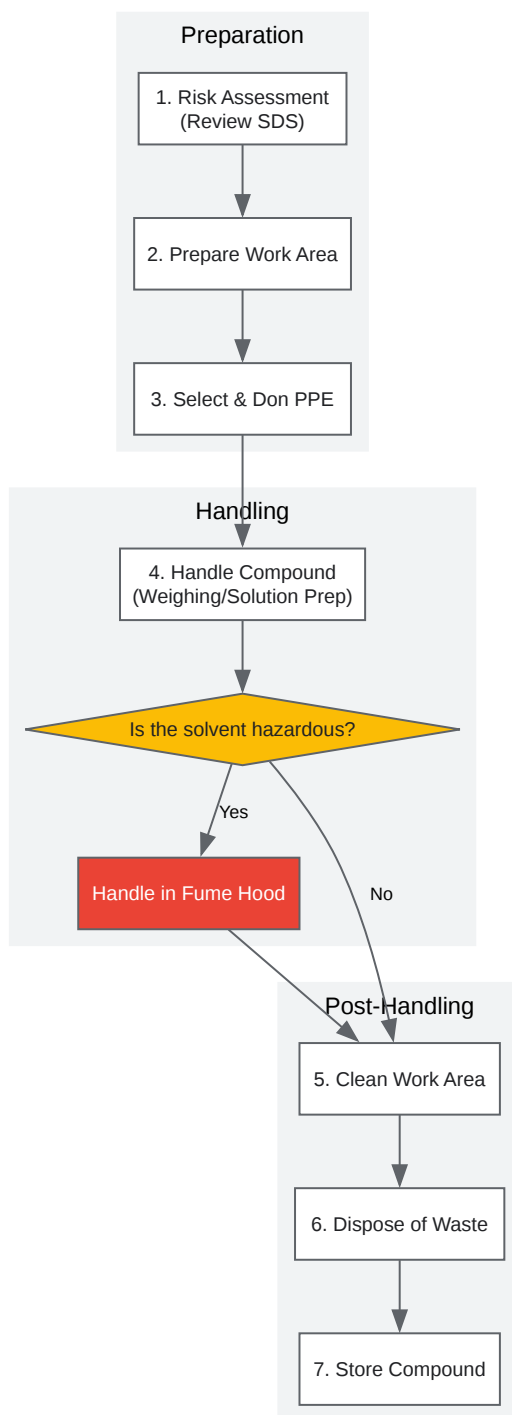 Preparation
1. Risk Assessment
(Review SDS)
2. Prepare Work Area
3. Select & Don PPE
Handling
4. Handle Compound
(Weighing/Solution Prep)
Is the solvent hazardous?
Yes
Handle in Fume Hood
No
Post-Handling
5. Clean Work Area
6. Dispose of Waste
7. Store Compound